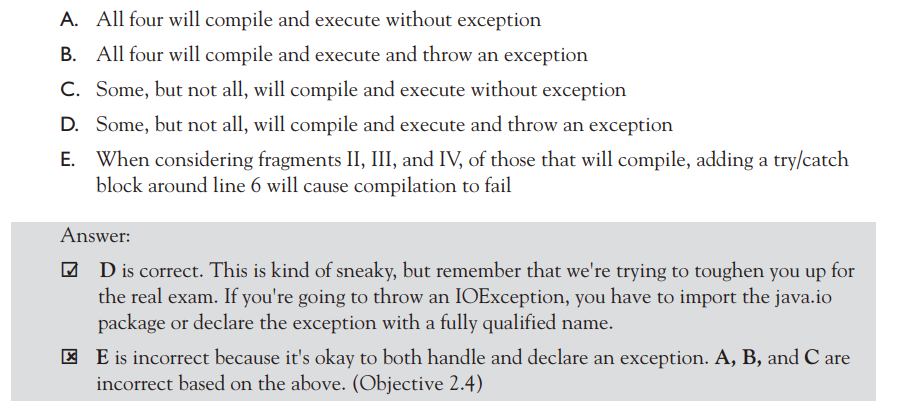 A. All four will compile and execute without exception
B. All four will compile and execute and throw an exception
C. Some, but not all, will compile and execute without exception
D. Some, but not all, will compile and execute and throw an exception
E. When considering fragments II, III, and IV, of those that will compile, adding a try/catch
block around line 6 will cause compilation to fail
Answer:
☑ D is correct. This is kind of sneaky, but remember that we're trying to toughen you up for
the real exam. If you're going to throw an IOException, you have to import the java.io
package or declare the exception with a fully qualified name.
☒ E is incorrect because it's okay to both handle and declare an exception. A, B, and C are
incorrect based on the above. (Objective 2.4)